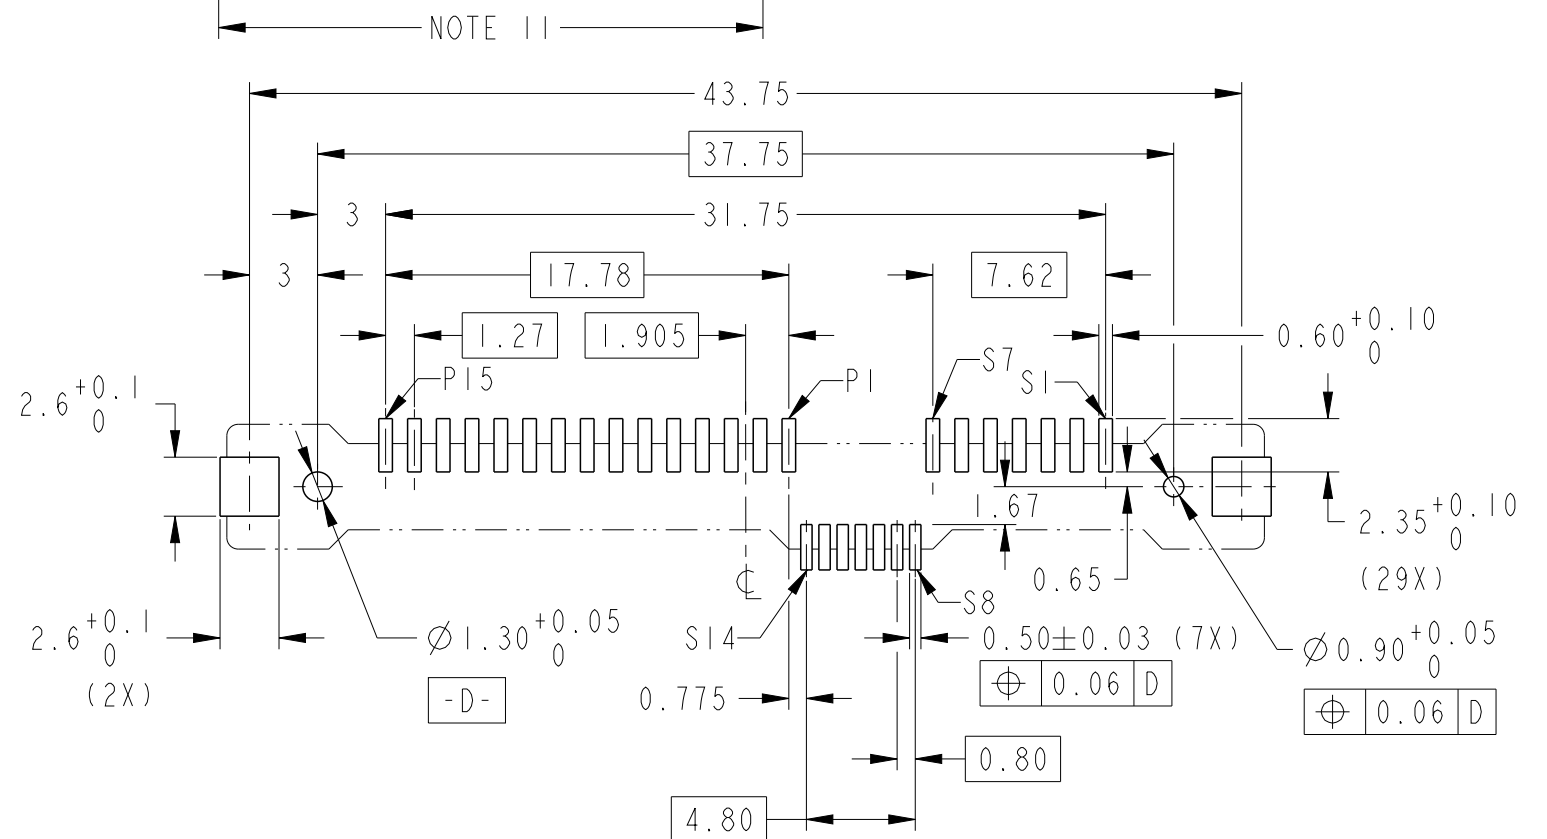 NOTE 11
43.75
37.75
3
31.75
3
17.78
7.62
1.27
1.905
0.60 +0.10 0
P15
P1
S7
S1
2.6 +0.1 0
1.67
2.35 +0.10 0
(29X)
0.65
℄
S8
2.6 +0.1 0
(2X)
Ø1.30 +0.05 0
S14
0.50±0.03 (7X)
⌖ 0.06 D
Ø0.90 +0.05 0
-D-
0.775
⌖ 0.06 D
0.80
4.80